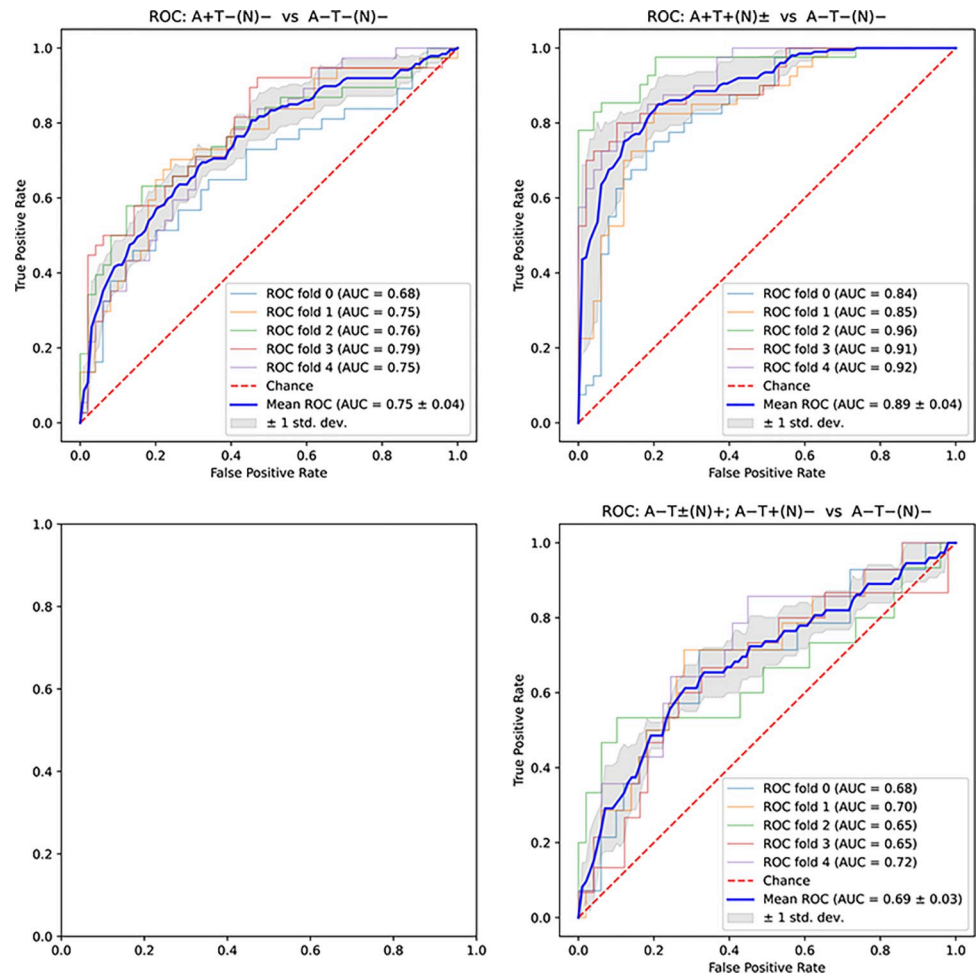 ROC: A+T−(N)− vs A−T−(N)−
1.0
0.8
0.6
0.4
0.2
0.0
True Positive Rate
ROC fold 0 (AUC = 0.68)
ROC fold 1 (AUC = 0.75)
ROC fold 2 (AUC = 0.76)
ROC fold 3 (AUC = 0.79)
ROC fold 4 (AUC = 0.75)
Chance
Mean ROC (AUC = 0.75 ± 0.04)
± 1 std. dev.
0.0 0.2 0.4 0.6 0.8 1.0
False Positive Rate
ROC: A+T+(N)± vs A−T−(N)−
1.0
0.8
0.6
0.4
0.2
0.0
True Positive Rate
ROC fold 0 (AUC = 0.84)
ROC fold 1 (AUC = 0.85)
ROC fold 2 (AUC = 0.96)
ROC fold 3 (AUC = 0.91)
ROC fold 4 (AUC = 0.92)
Chance
Mean ROC (AUC = 0.89 ± 0.04)
± 1 std. dev.
0.0 0.2 0.4 0.6 0.8 1.0
False Positive Rate
1.0
0.8
0.6
0.4
0.2
0.0
0.0 0.2 0.4 0.6 0.8 1.0
ROC: A−T±(N)+; A−T+(N)− vs A−T−(N)−
1.0
0.8
0.6
0.4
0.2
0.0
True Positive Rate
ROC fold 0 (AUC = 0.68)
ROC fold 1 (AUC = 0.70)
ROC fold 2 (AUC = 0.65)
ROC fold 3 (AUC = 0.65)
ROC fold 4 (AUC = 0.72)
Chance
Mean ROC (AUC = 0.69 ± 0.03)
± 1 std. dev.
0.0 0.2 0.4 0.6 0.8 1.0
False Positive Rate